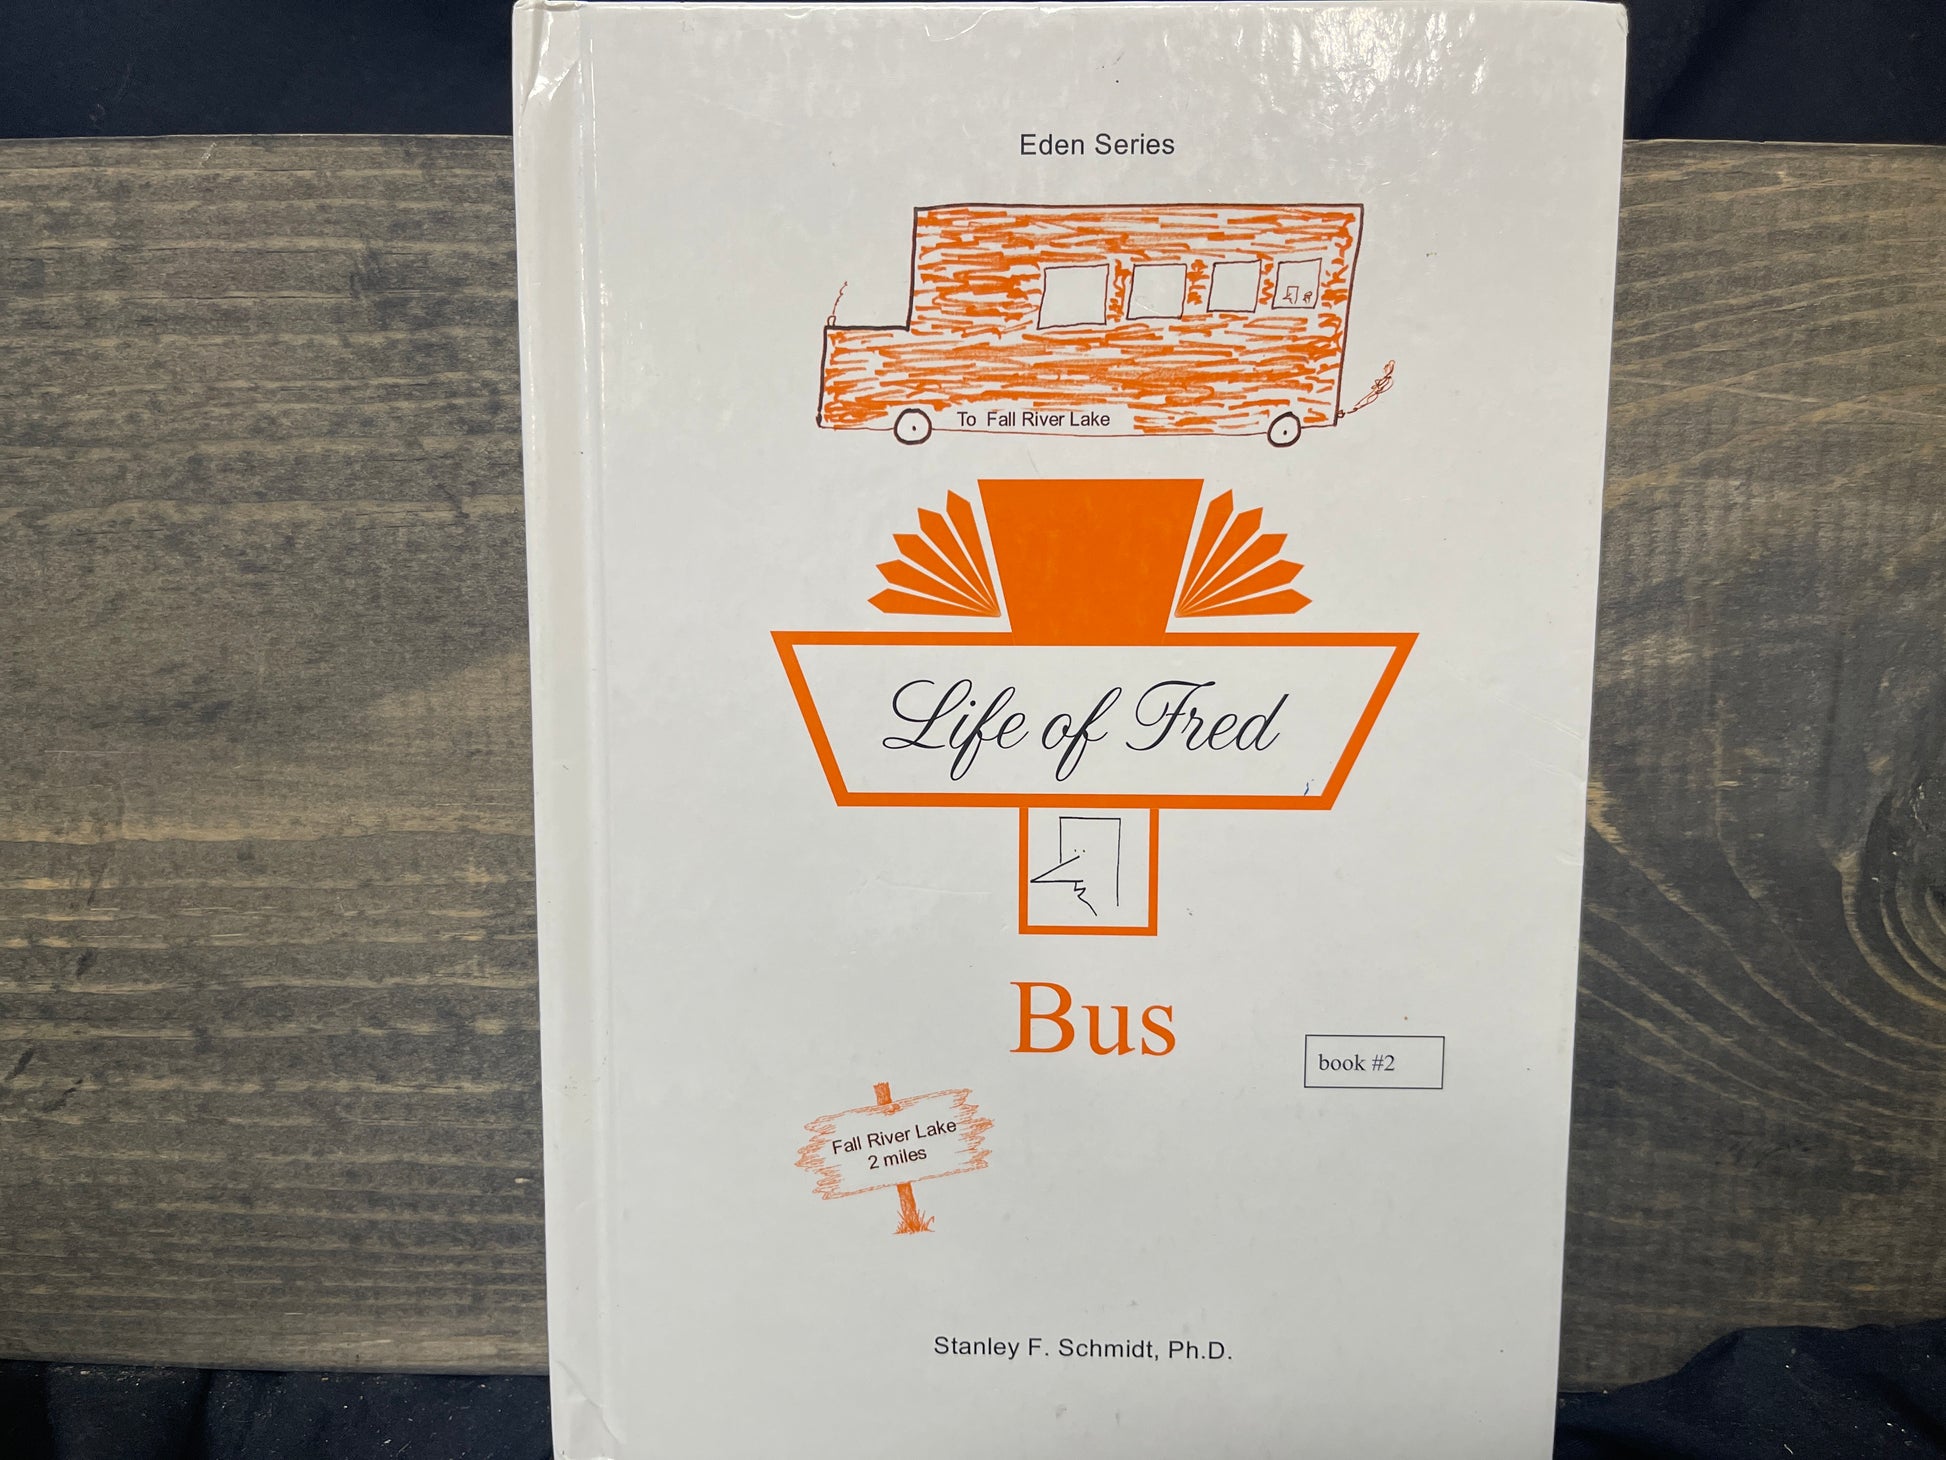 Eden Series
To Fall River Lake
Life of Fred
Bus
book #2
Fall River Lake
2 miles
Stanley F. Schmidt, Ph.D.